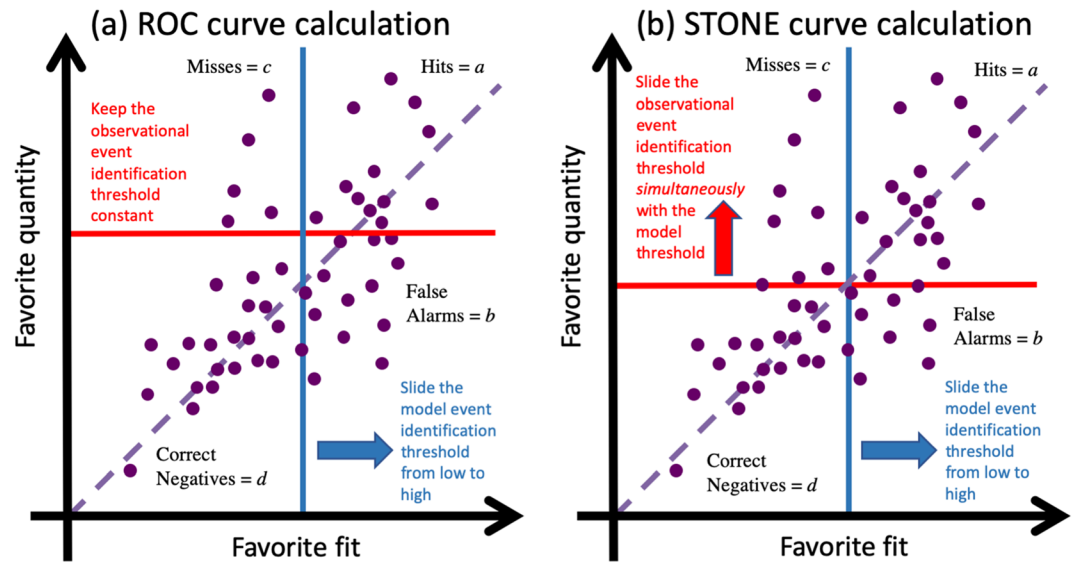 (a) ROC curve calculation
Misses = c
Hits = a
Keep the
observational
event
identification
threshold
constant
Favorite quantity
False
Alarms = b
Slide the
model event
identification
threshold
from low to
high
Correct
Negatives = d
Favorite fit
(b) STONE curve calculation
Misses = c
Hits = a
Slide the
observational
event
identification
threshold
simultaneously
with the
model
threshold
Favorite quantity
False
Alarms = b
Slide the
model event
identification
threshold
from low to
high
Correct
Negatives = d
Favorite fit